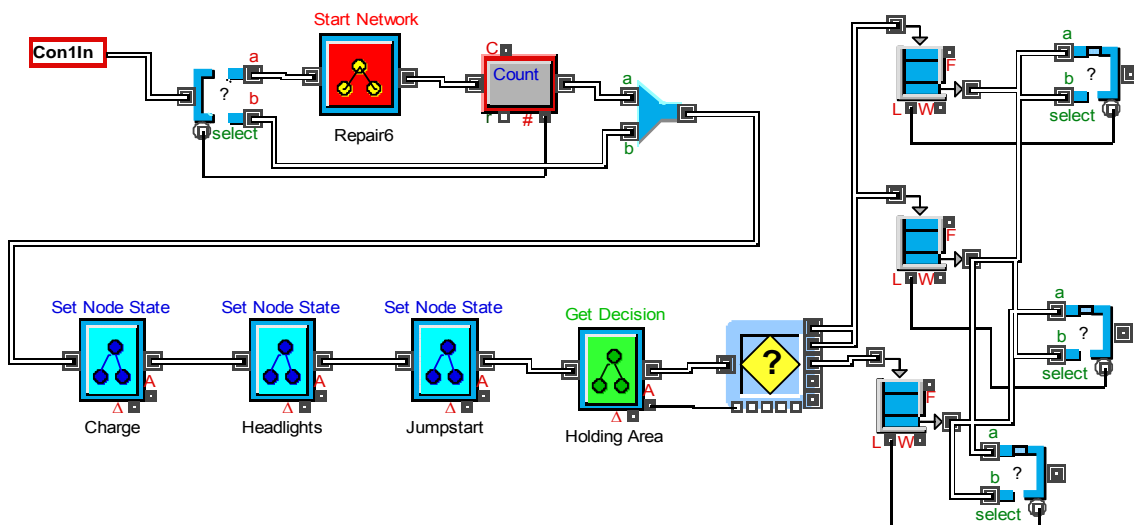 Con1In
a
?
b
select
Start Network
Repair6
C
Count
r
#
a
b
Set Node State
A
Δ
Charge
Set Node State
A
Δ
Headlights
Set Node State
A
Δ
Jumpstart
Get Decision
A
Δ
Holding Area
?
F
L W
F
L W
F
L W
a
?
b
select
a
?
b
select
a
?
b
select